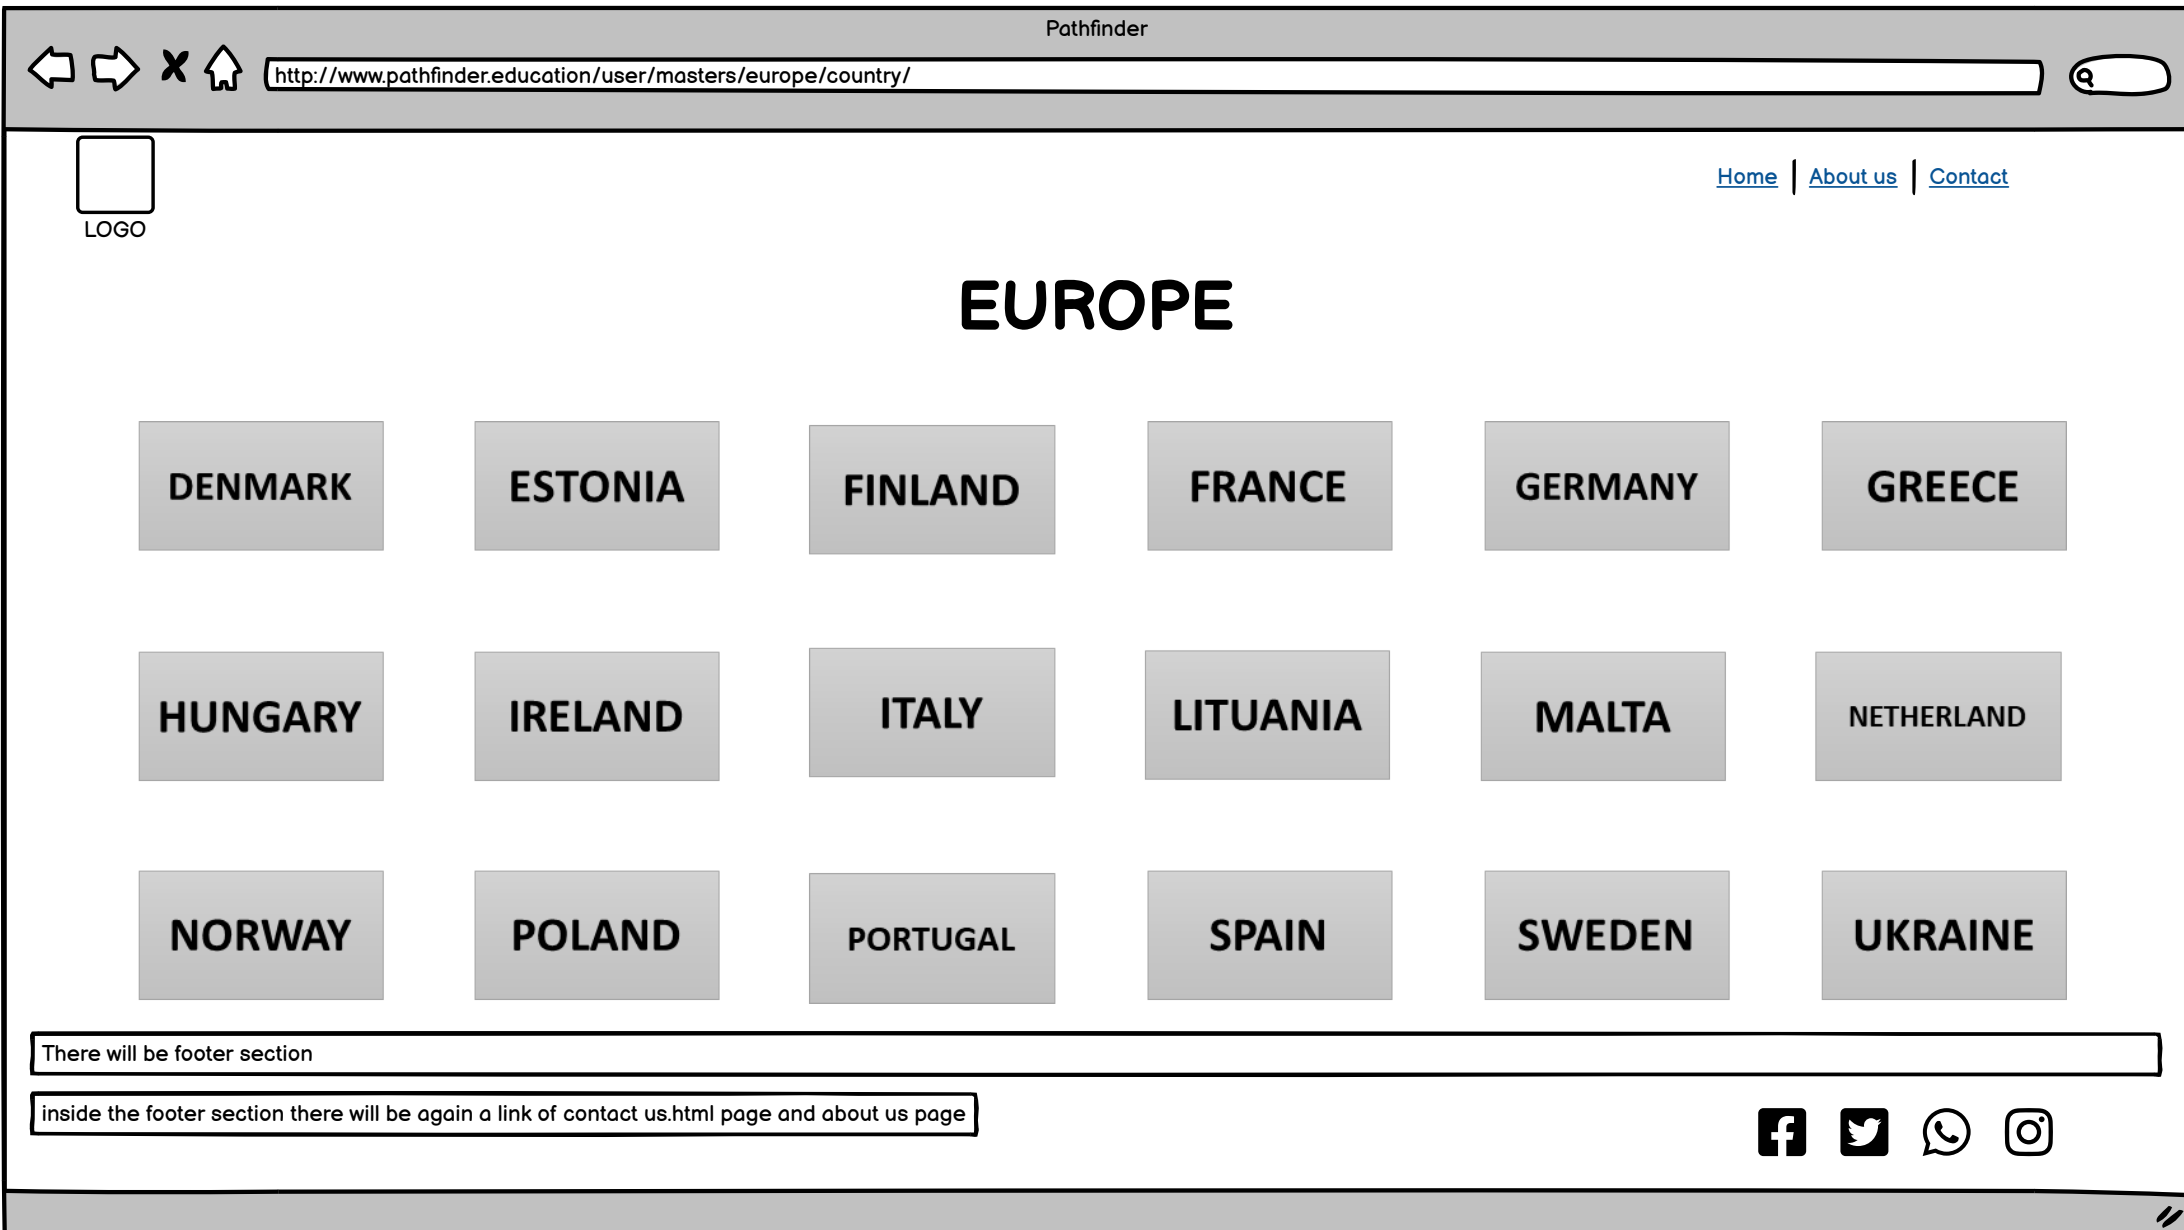 Pathfinder
http://www.pathfinder.education/user/masters/europe/country/
Home About us Contact
LOGO
EUROPE
DENMARK ESTONIA FINLAND FRANCE GERMANY GREECE
HUNGARY IRELAND ITALY LITUANIA MALTA NETHERLAND
NORWAY POLAND PORTUGAL SPAIN SWEDEN UKRAINE
There will be footer section
inside the footer section there will be again a link of contact us.html page and about us page